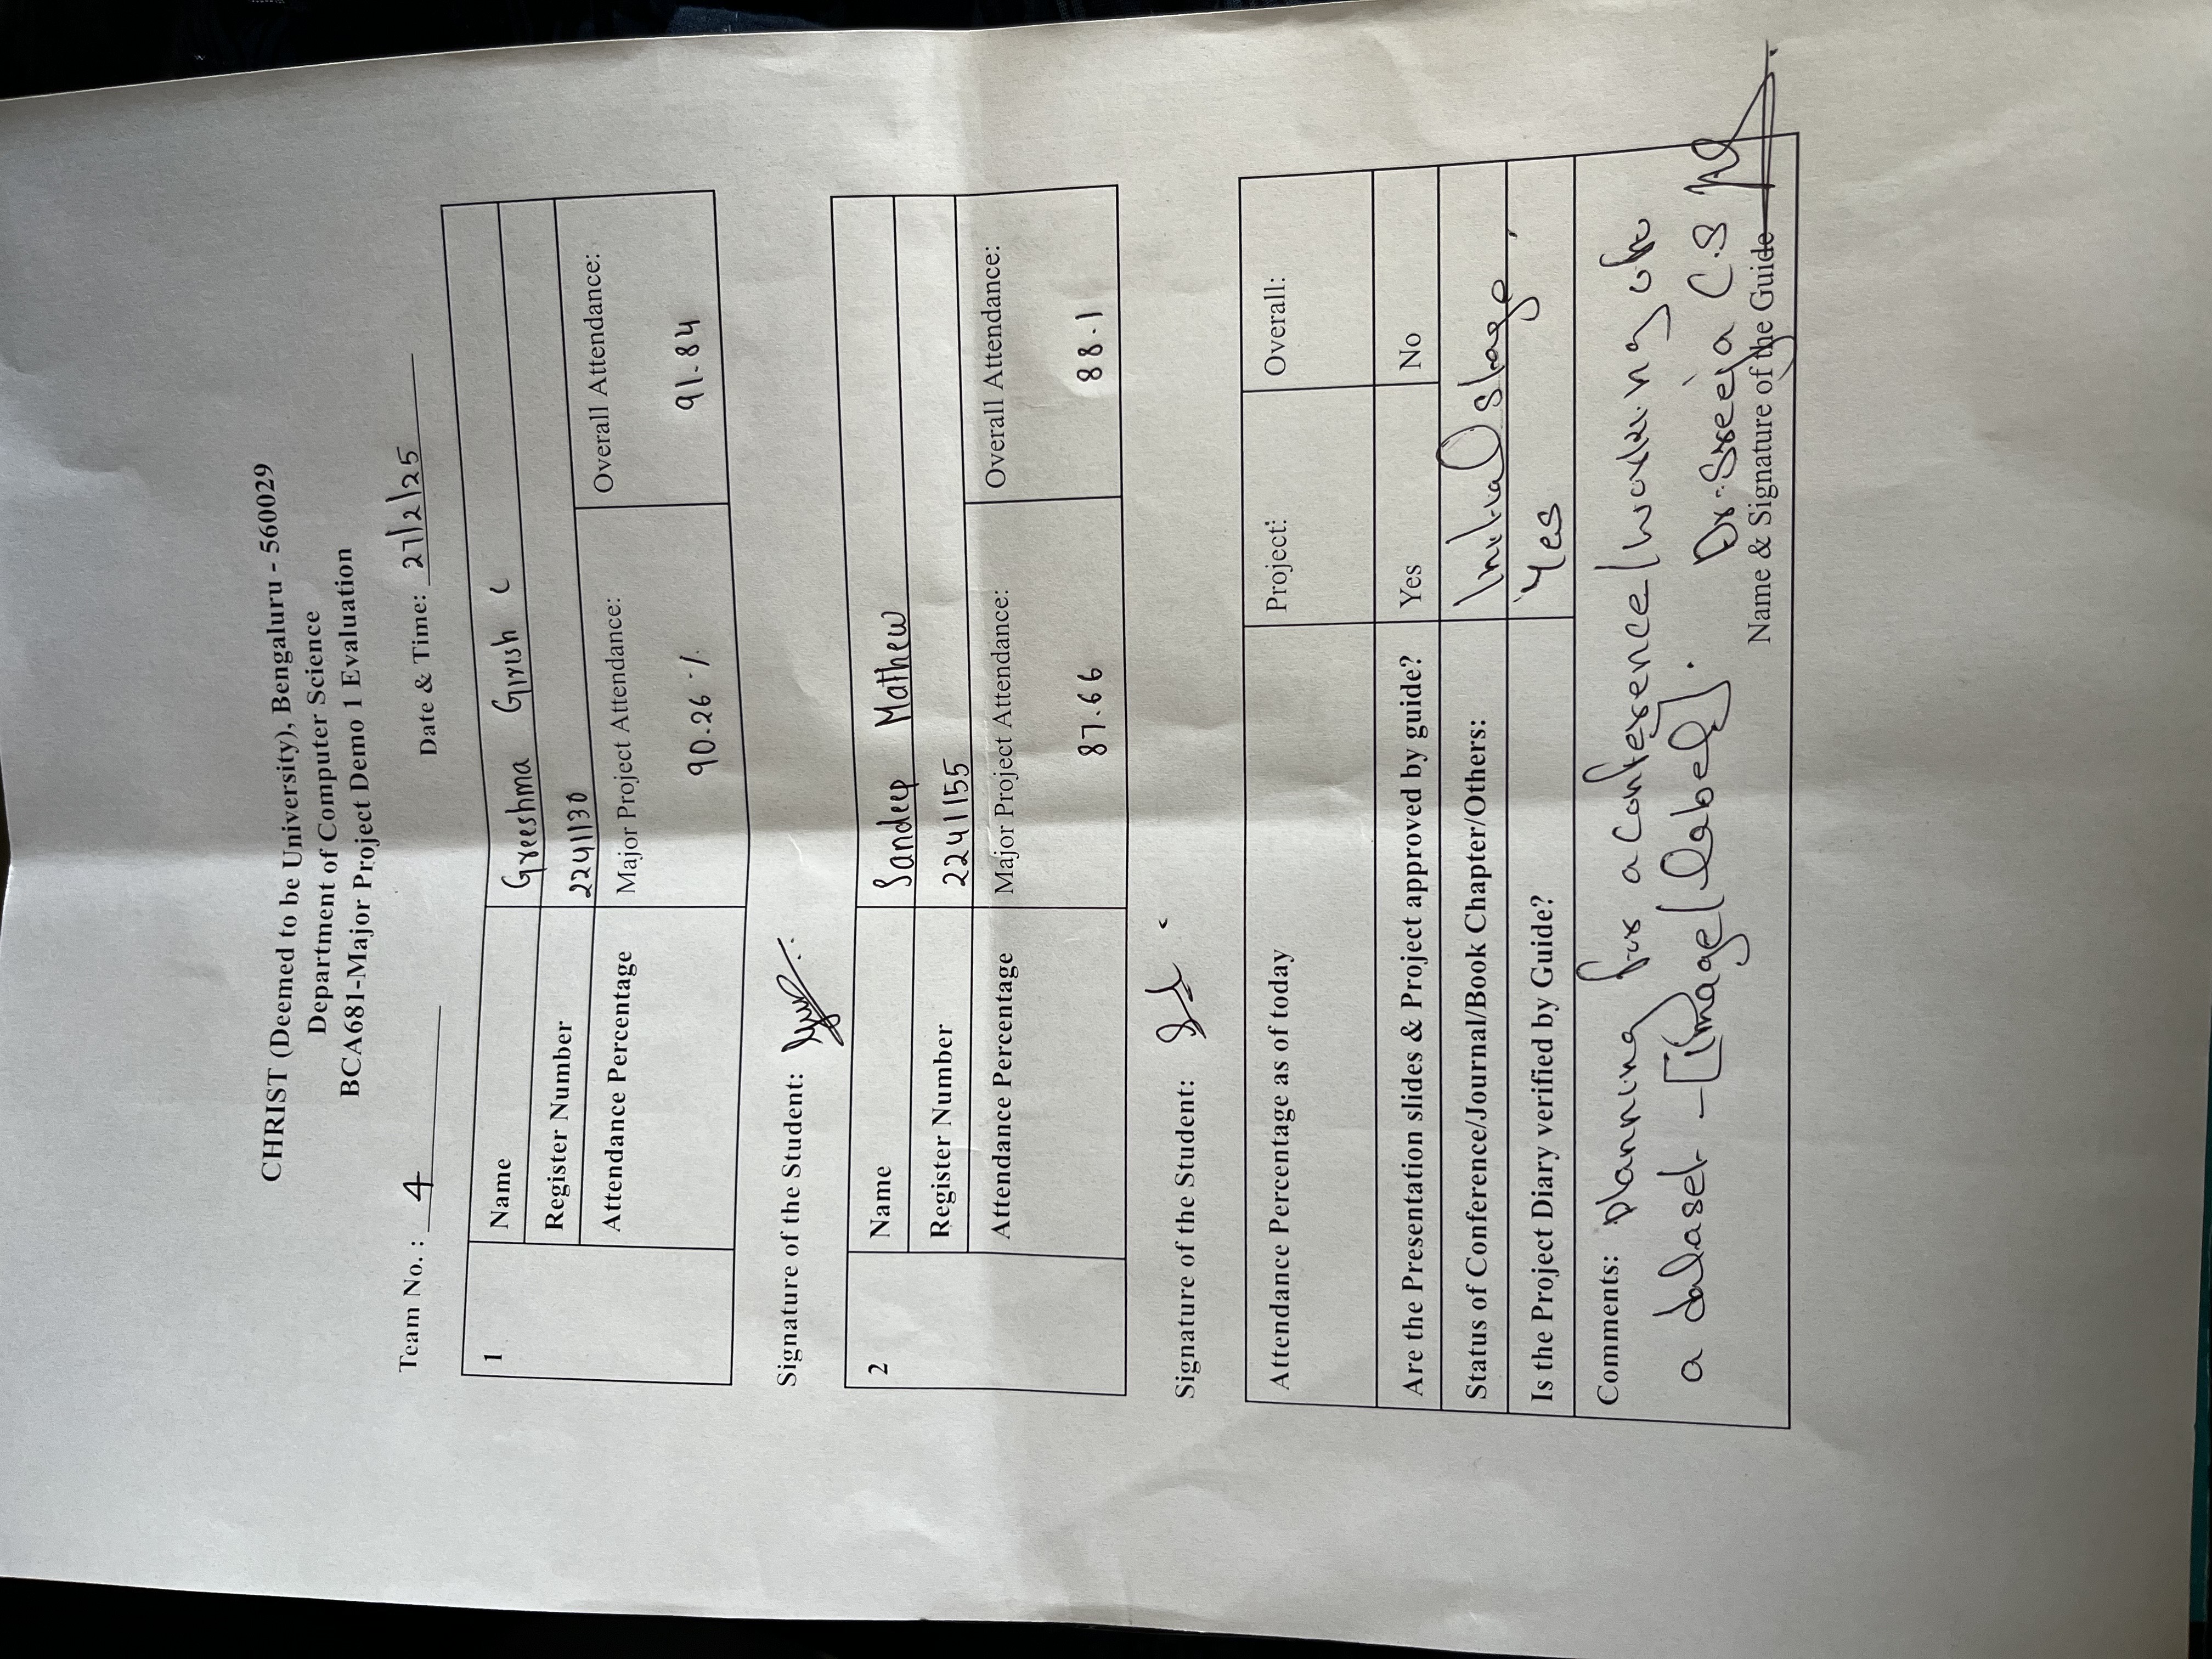 CHRIST (Deemed to be University), Bengaluru - 560029
Department of Computer Science
BCA681-Major Project Demo 1 Evaluation
Team No. : 4
Date & Time: 27/2/25
1
Name Greeshma Girish C
Register Number 2241130
Attendance Percentage Major Project Attendance: Overall Attendance:
90.26 % 91.84
Signature of the Student:
2
Name Sandeep Mathew
Register Number 2241155
Attendance Percentage Major Project Attendance: Overall Attendance:
87.66 88.1
Signature of the Student:
Attendance Percentage as of today Project: Overall:
Are the Presentation slides & Project approved by guide? Yes No
Status of Conference/Journal/Book Chapter/Others: Initial stage
Is the Project Diary verified by Guide? Yes
Comments: Planning for a conference/working
a dataset - [image/label].
Dr. Sreeja C.S
Name & Signature of the Guide